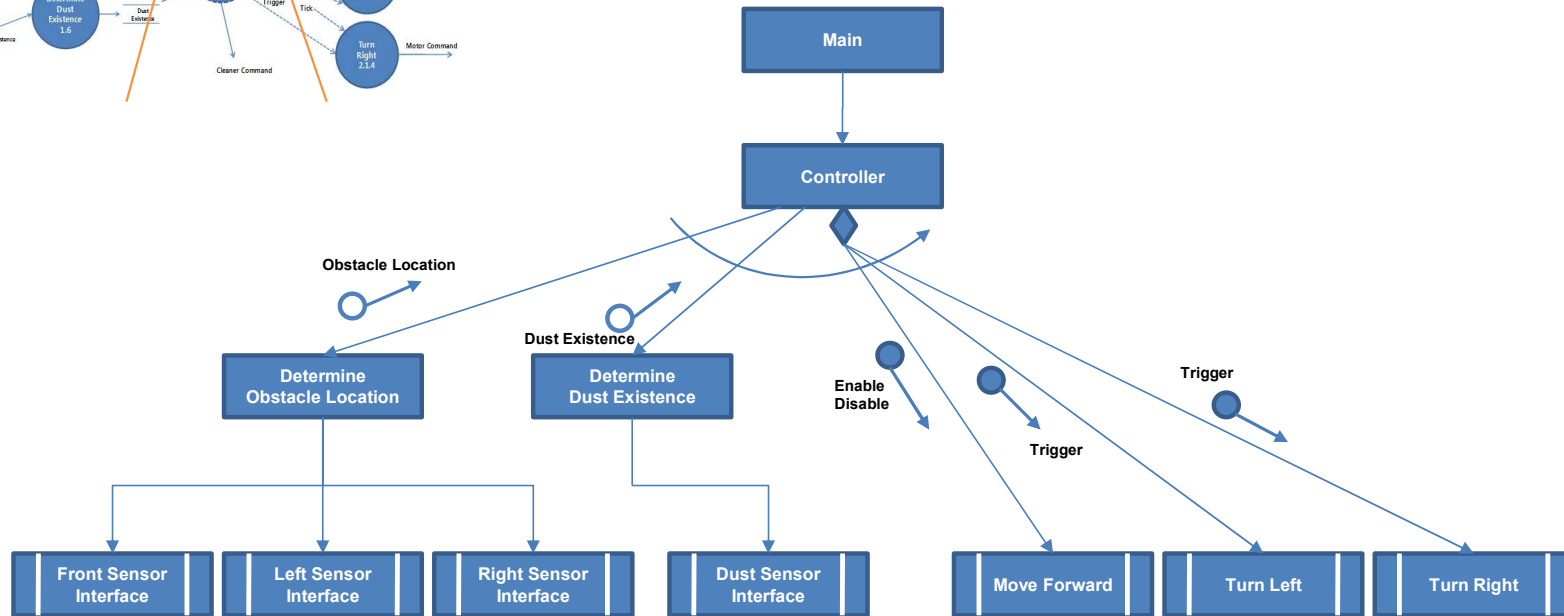 Determine
Dust
Existence
1.6
Dust
Existence
Trigger
Tick
Cleaner Command
Turn
Right
2.1.4
Motor Command
Main
Controller
Obstacle Location
Dust Existence
Determine
Obstacle Location
Determine
Dust Existence
Enable
Disable
Trigger
Trigger
Front Sensor
Interface
Left Sensor
Interface
Right Sensor
Interface
Dust Sensor
Interface
Move Forward
Turn Left
Turn Right